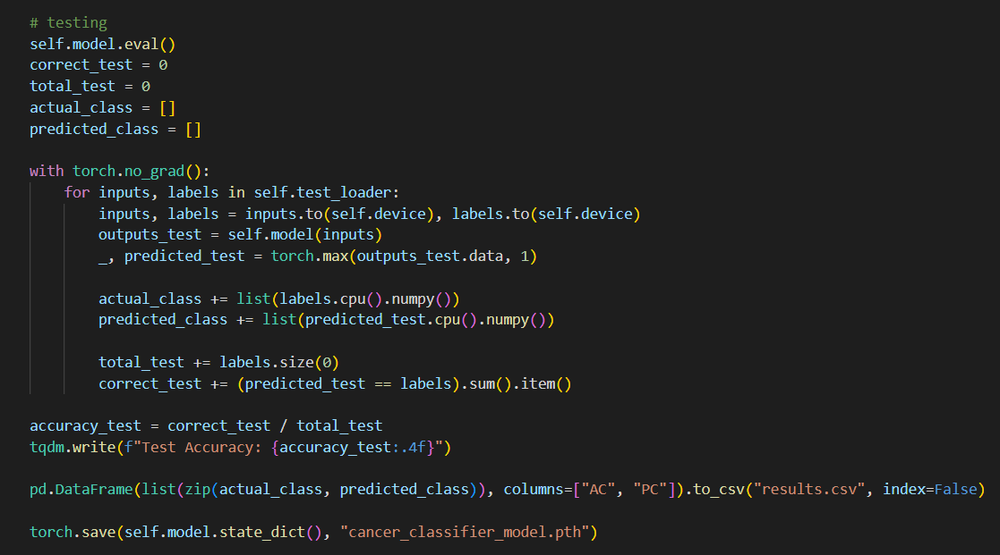 # testing
self.model.eval()
correct_test = 0
total_test = 0
actual_class = []
predicted_class = []
with torch.no_grad():
for inputs, labels in self.test_loader:
inputs, labels = inputs.to(self.device), labels.to(self.device)
outputs_test = self.model(inputs)
_, predicted_test = torch.max(outputs_test.data, 1)
actual_class += list(labels.cpu().numpy())
predicted_class += list(predicted_test.cpu().numpy())
total_test += labels.size(0)
correct_test += (predicted_test == labels).sum().item()
accuracy_test = correct_test / total_test
tqdm.write(f"Test Accuracy: {accuracy_test:.4f}")
pd.DataFrame(list(zip(actual_class, predicted_class)), columns=["AC", "PC"]).to_csv("results.csv", index=False)
torch.save(self.model.state_dict(), "cancer_classifier_model.pth")